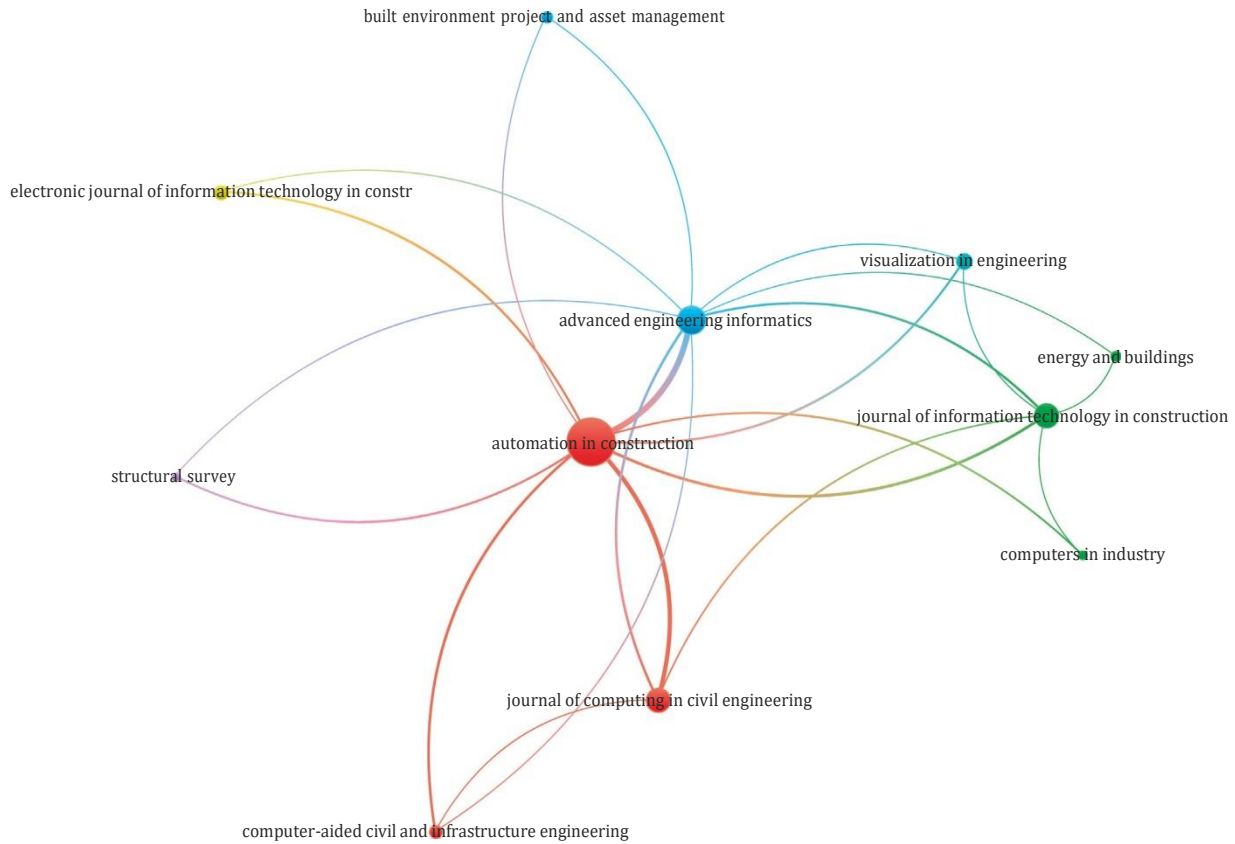 built environment project and asset management
electronic journal of information technology in constr
visualization in engineering
advanced engineering informatics
energy and buildings
journal of information technology in construction
automation in construction
structural survey
computers in industry
journal of computing in civil engineering
computer-aided civil and infrastructure engineering